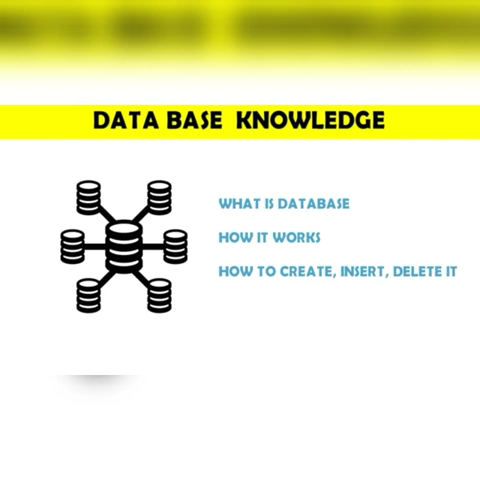 DATA BASE KNOWLEDGE
WHAT IS DATABASE
HOW IT WORKS
HOW TO CREATE, INSERT, DELETE IT